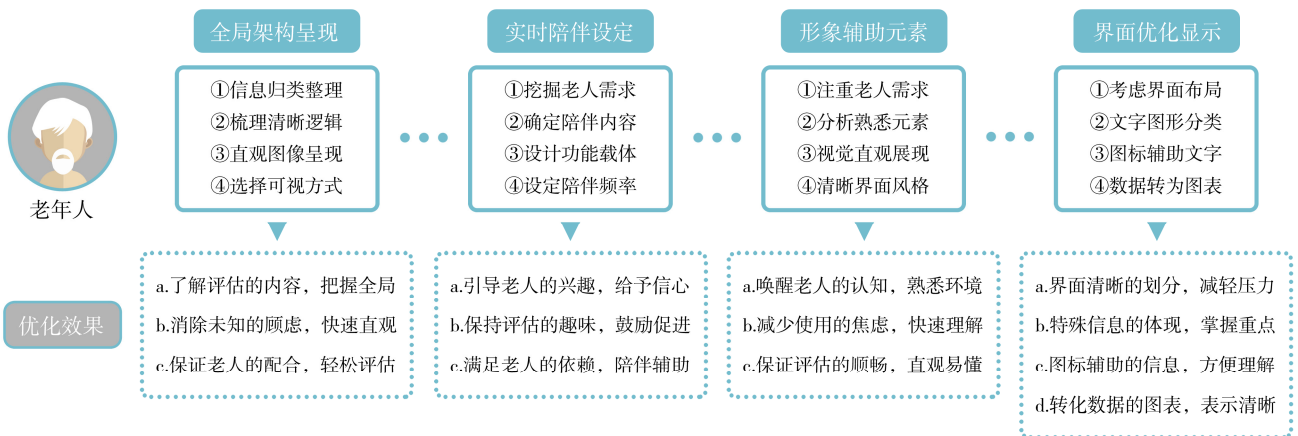 全局架构呈现
①信息归类整理
②梳理清晰逻辑
③直观图像呈现
④选择可视方式
实时陪伴设定
①挖掘老人需求
②确定陪伴内容
③设计功能载体
④设定陪伴频率
形象辅助元素
①注重老人需求
②分析熟悉元素
③视觉直观展现
④清晰界面风格
界面优化显示
①考虑界面布局
②文字图形分类
③图标辅助文字
④数据转为图表
老年人
优化效果
a.了解评估的内容，把握全局
b.消除未知的顾虑，快速直观
c.保证老人的配合，轻松评估
a.引导老人的兴趣，给予信心
b.保持评估的趣味，鼓励促进
c.满足老人的依赖，陪伴辅助
a.唤醒老人的认知，熟悉环境
b.减少使用的焦虑，快速理解
c.保证评估的顺畅，直观易懂
a.界面清晰的划分，减轻压力
b.特殊信息的体现，掌握重点
c.图标辅助的信息，方便理解
d.转化数据的图表，表示清晰